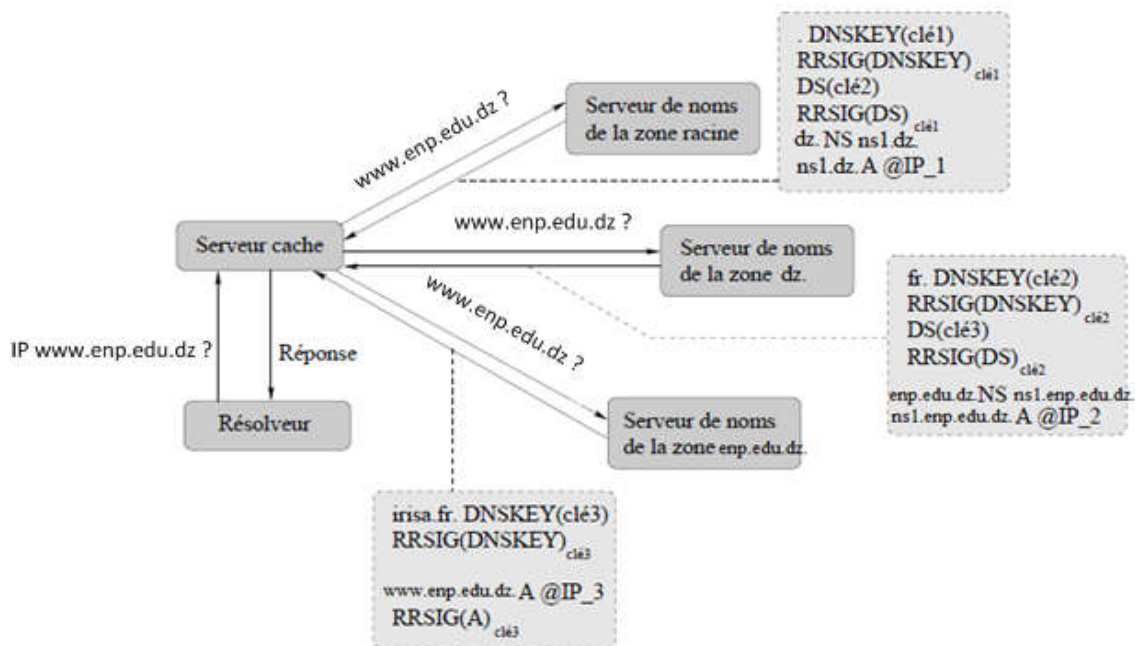 . DNSKEY(clé1)
RRSIG(DNSKEY) clé1
DS(clé2)
RRSIG(DS) clé1
dz. NS ns1.dz.
ns1.dz. A @IP_1
www.enp.edu.dz ?
Serveur de noms
de la zone racine
Serveur cache
www.enp.edu.dz ?
Serveur de noms
de la zone dz.
fr. DNSKEY(clé2)
RRSIG(DNSKEY) clé2
DS(clé3)
RRSIG(DS) clé2
enp.edu.dz. NS ns1.enp.edu.dz.
ns1.enp.edu.dz. A @IP_2
www.enp.edu.dz ?
IP www.enp.edu.dz ?
Réponse
Résolveur
Serveur de noms
de la zone enp.edu.dz.
irisa.fr. DNSKEY(clé3)
RRSIG(DNSKEY) clé3
www.enp.edu.dz. A @IP_3
RRSIG(A) clé3